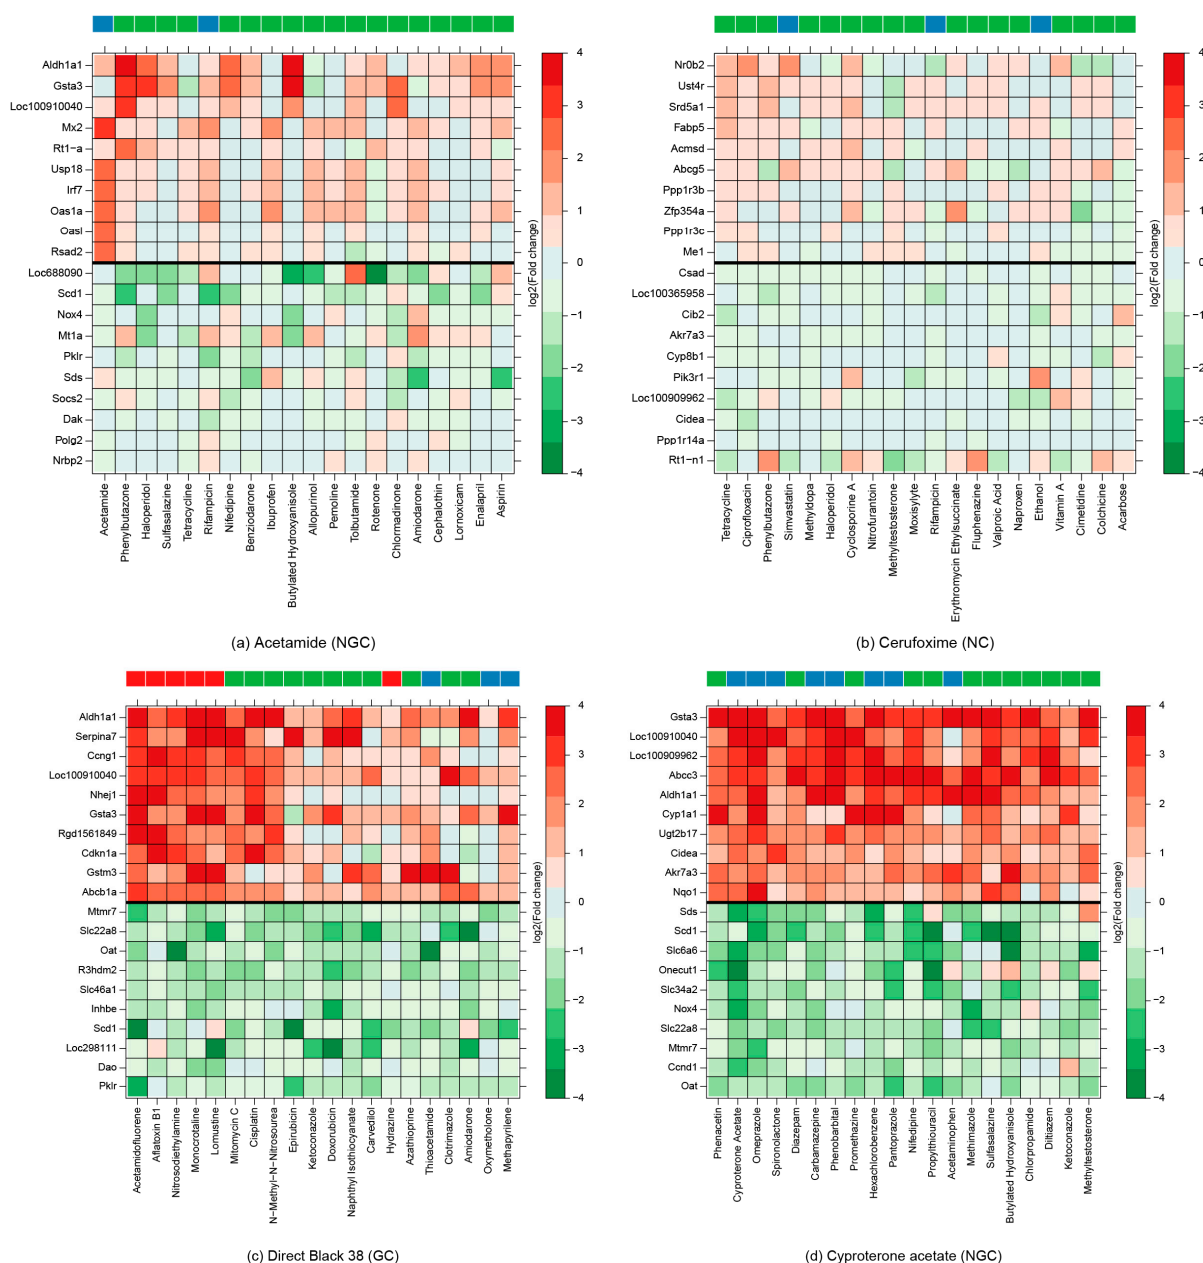 Aldh1a1
Gsta3
Loc100910040
Mx2
Rt1-a
Usp18
Irf7
Oas1a
Oasl
Rsad2
Loc688090
Scd1
Nox4
Mt1a
Pklr
Sds
Socs2
Dak
Polg2
Nrbp2
Acetamide
Phenylbutazone
Haloperidol
Sulfasalazine
Tetracycline
Rifampicin
Nifedipine
Benziodarone
Ibuprofen
Butylated Hydroxyanisole
Allopurinol
Pemoline
Tolbutamide
Rotenone
Chlormadinone
Amiodarone
Cephalothin
Lornoxicam
Enalapril
Aspirin
4
3
2
1
0
−1
−2
−3
−4
log2(Fold change)
(a) Acetamide (NGC)
Nr0b2
Ust4r
Srd5a1
Fabp5
Acmsd
Abcg5
Ppp1r3b
Zfp354a
Ppp1r3c
Me1
Csad
Loc100365958
Cib2
Akr7a3
Cyp8b1
Pik3r1
Loc100909962
Cidea
Ppp1r14a
Rt1-n1
Tetracycline
Ciprofloxacin
Phenylbutazone
Simvastatin
Methyldopa
Haloperidol
Cyclosporine A
Nitrofurantoin
Methyltestosterone
Moxisylyte
Rifampicin
Erythromycin Ethylsuccinate
Fluphenazine
Valproic Acid
Naproxen
Ethanol
Vitamin A
Cimetidine
Colchicine
Acarbose
4
3
2
1
0
−1
−2
−3
−4
log2(Fold change)
(b) Cerufoxime (NC)
Aldh1a1
Serpina7
Ccng1
Loc100910040
Nhej1
Gsta3
Rgd1561849
Cdkn1a
Gstm3
Abcb1a
Mtmr7
Slc22a8
Oat
R3hdm2
Slc46a1
Inhbe
Scd1
Loc298111
Dao
Pklr
Acetamidofluorene
Aflatoxin B1
Nitrosodiethylamine
Monocrotaline
Lomustine
Mitomycin C
Cisplatin
N-Methyl-N-Nitrosourea
Epirubicin
Ketoconazole
Doxorubicin
Naphthyl Isothiocyanate
Carvedilol
Hydrazine
Azathioprine
Thioacetamide
Clotrimazole
Amiodarone
Oxymetholone
Methapyrilene
4
3
2
1
0
−1
−2
−3
−4
log2(Fold change)
(c) Direct Black 38 (GC)
Gsta3
Loc100910040
Loc100909962
Abcc3
Aldh1a1
Cyp1a1
Ugt2b17
Cidea
Akr7a3
Nqo1
Sds
Scd1
Slc6a6
Onecut1
Slc34a2
Nox4
Slc22a8
Mtmr7
Ccnd1
Oat
Phenacetin
Cyproterone Acetate
Omeprazole
Spironolactone
Diazepam
Carbamazepine
Phenobarbital
Promethazine
Hexachlorobenzene
Pantoprazole
Nifedipine
Propylthiouracil
Acetaminophen
Methimazole
Sulfasalazine
Butylated Hydroxyanisole
Chlorpropamide
Diltiazem
Ketoconazole
Methyltestosterone
4
3
2
1
0
−1
−2
−3
−4
log2(Fold change)
(d) Cyproterone acetate (NGC)